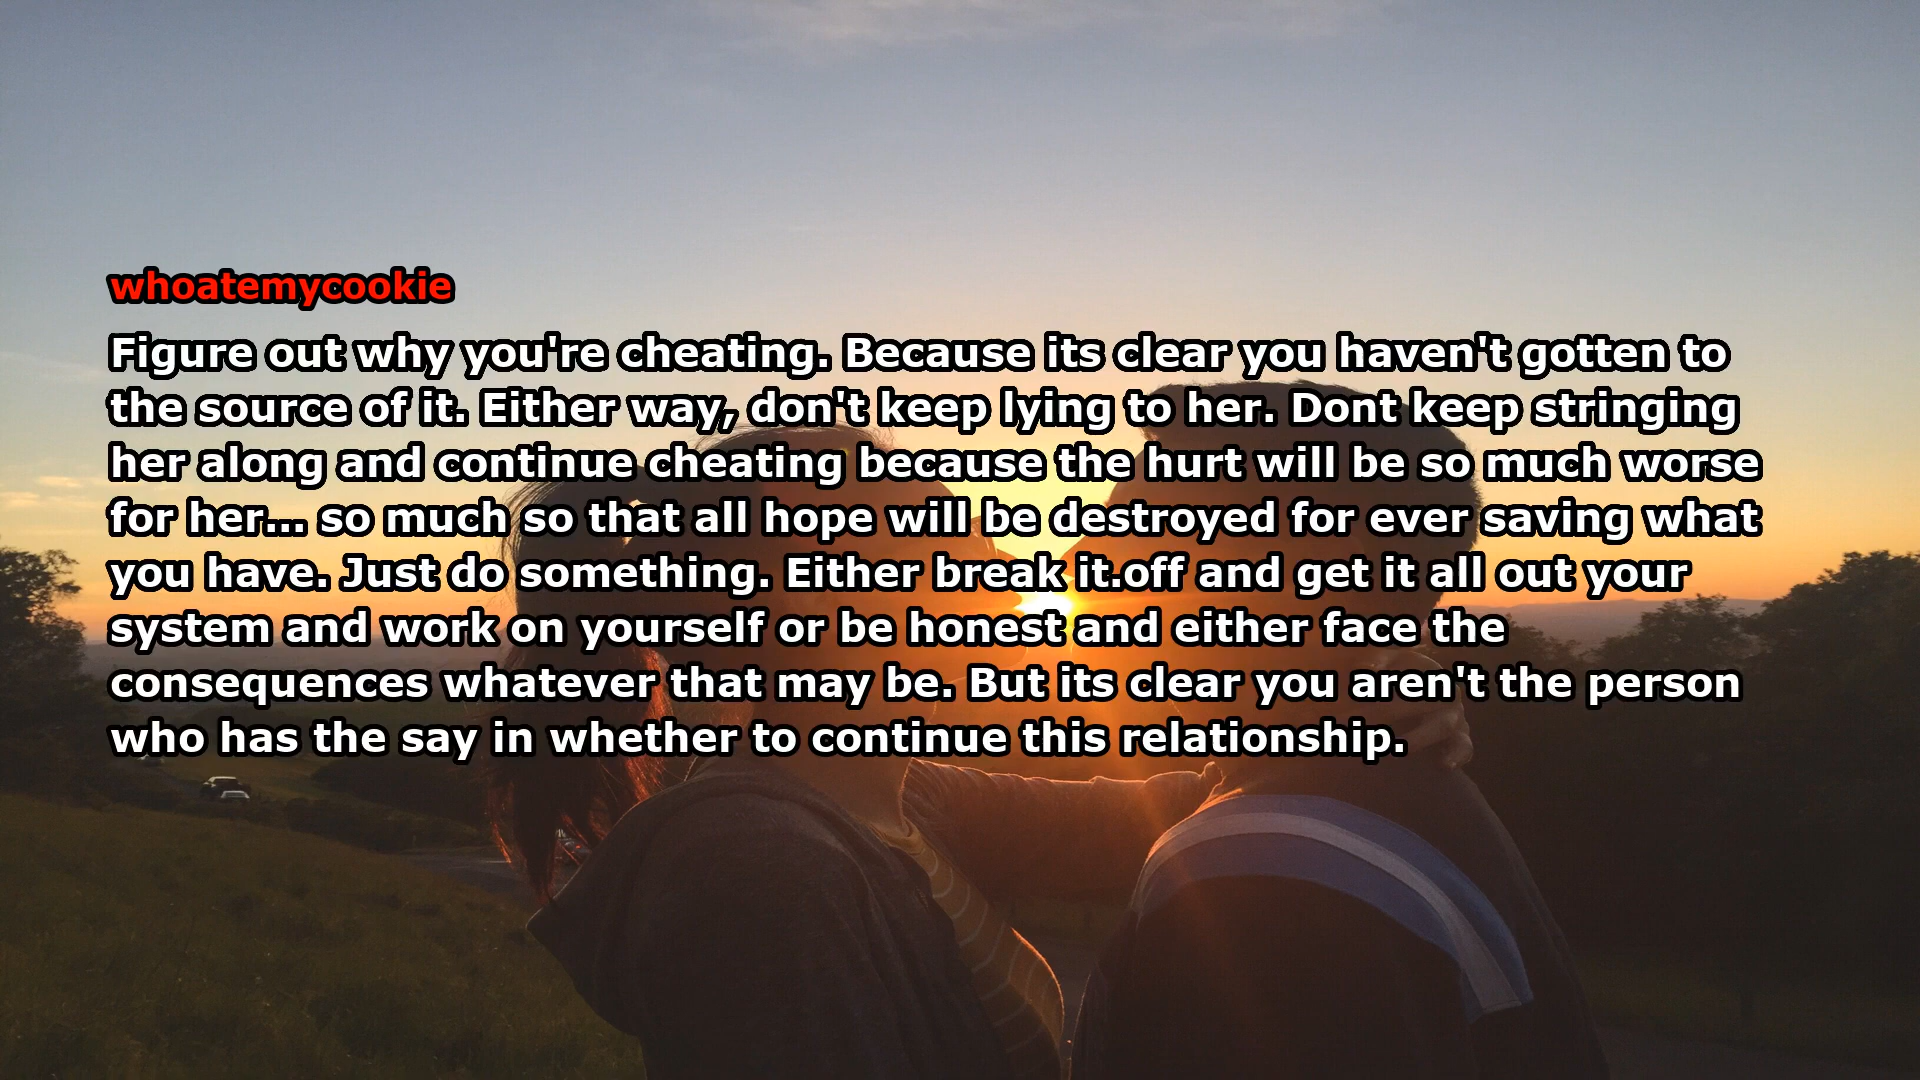 whoatemycookie
Figure out why you're cheating. Because its clear you haven't gotten to
the source of it. Either way, don't keep lying to her. Dont keep stringing
her along and continue cheating because the hurt will be so much worse
for her... so much so that all hope will be destroyed for ever saving what
you have. Just do something. Either break it.off and get it all out your
system and work on yourself or be honest and either face the
consequences whatever that may be. But its clear you aren't the person
who has the say in whether to continue this relationship.